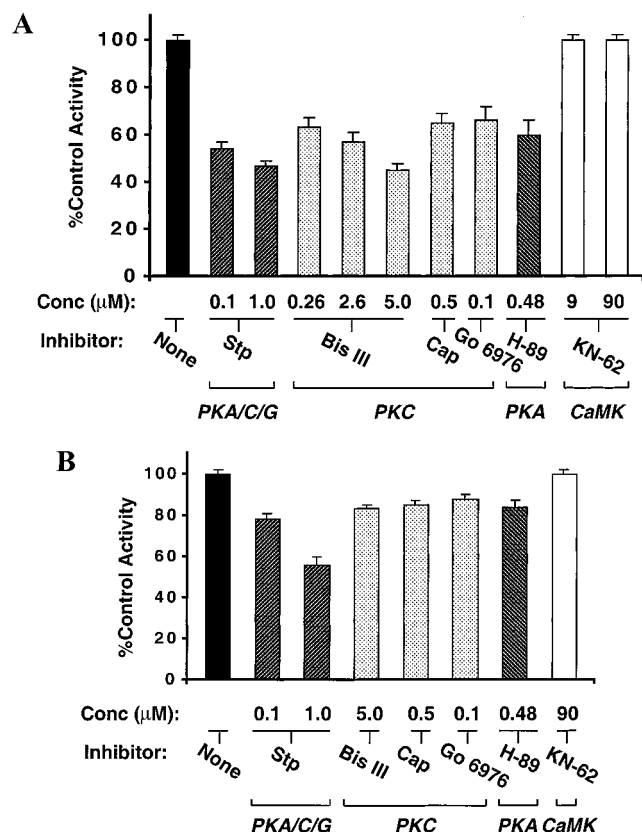 A
%Control Activity
100
80
60
40
20
0
Conc (μM): 0.1 1.0 0.26 2.6 5.0 0.5 0.1 0.48 9 90
Inhibitor: None Stp Bis III Cap Go 6976 H-89 KN-62
PKA/C/G PKC PKA CaMK
B
%Control Activity
100
80
60
40
20
0
Conc (μM): 0.1 1.0 5.0 0.5 0.1 0.48 90
Inhibitor: None Stp Bis III Cap Go 6976 H-89 KN-62
PKA/C/G PKC PKA CaMK